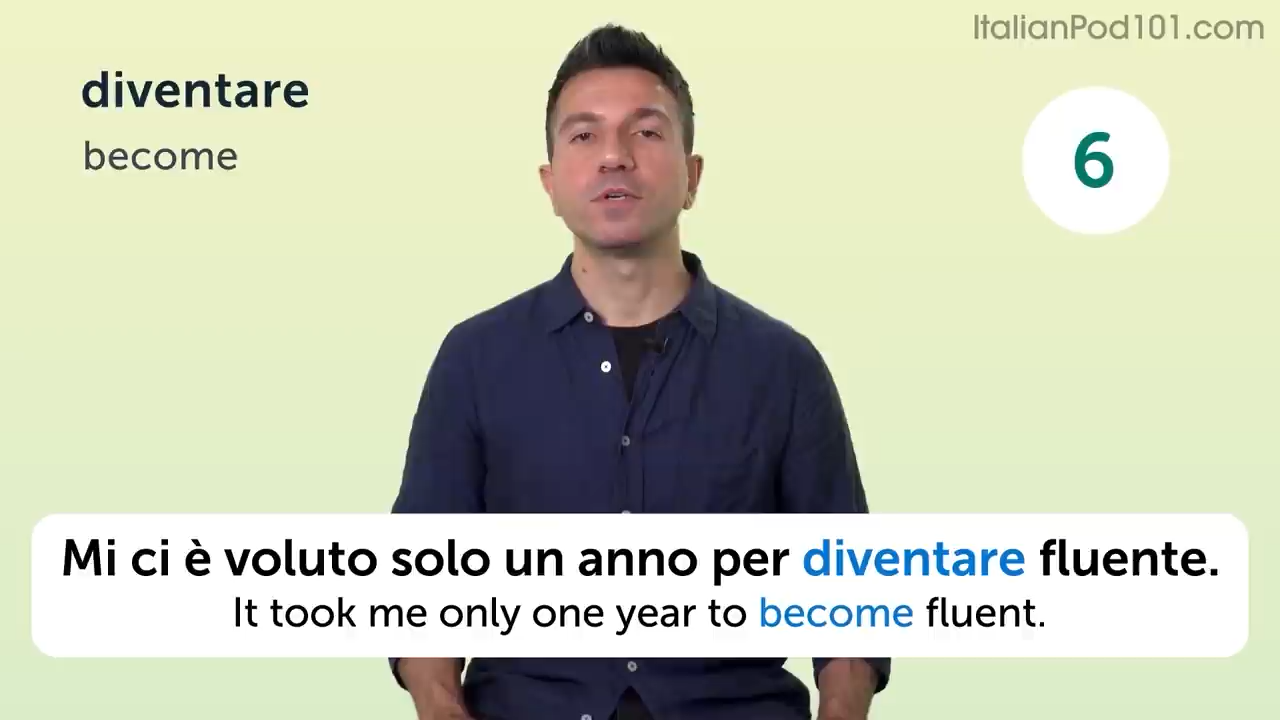 ItalianPod101.com
diventare
become
6
Mi ci è voluto solo un anno per diventare fluente.
It took me only one year to become fluent.